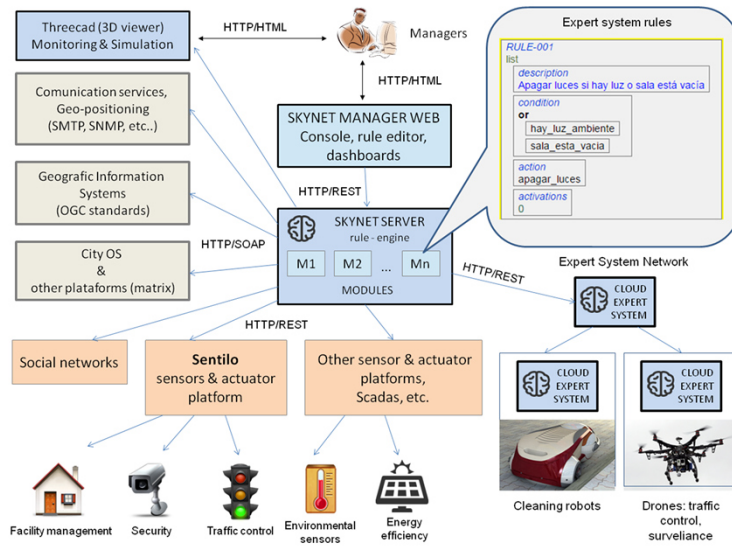 Threecad (3D viewer)
Monitoring & Simulation
HTTP/HTML
Managers
HTTP/HTML
Comunication services,
Geo-positioning
(SMTP, SNMP, etc..)
SKYNET MANAGER WEB
Console, rule editor,
dashboards
Expert system rules
RULE-001
list
description
Apagar luces si hay luz o sala está vacía
condition
or
hay_luz_ambiente
sala_esta_vacia
action
apagar_luces
activations
0
Geografic Information
Systems
(OGC standards)
HTTP/REST
SKYNET SERVER
rule - engine
M1
M2
...
Mn
MODULES
HTTP/SOAP
City OS
&
other plataforms (matrix)
HTTP/REST
Expert System Network
CLOUD
EXPERT
SYSTEM
HTTP/REST
Social networks
Sentilo
sensors & actuator
platform
Other sensor & actuator
platforms,
Scadas, etc.
CLOUD
EXPERT
SYSTEM
CLOUD
EXPERT
SYSTEM
Facility management
Security
Traffic control
Environmental
sensors
Energy
efficiency
Cleaning robots
Drones: traffic
control,
surveliance